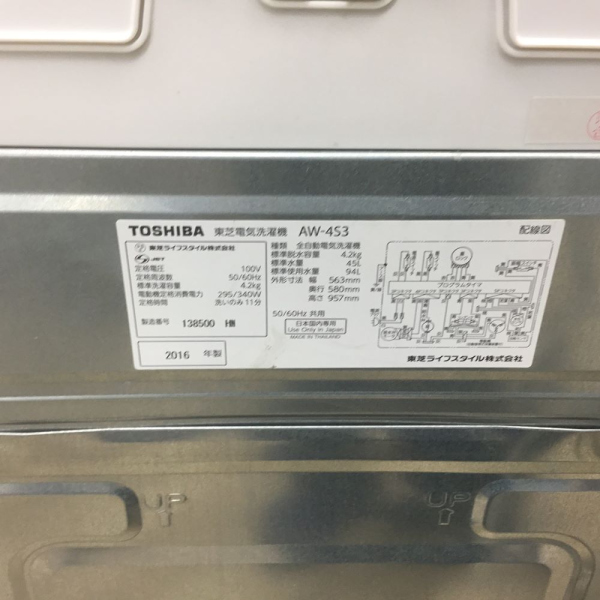 TOSHIBA 東芝電気洗濯機 AW-4S3
配線図
東芝ライフスタイル株式会社
JET
定格電圧 100V
定格周波数 50/60Hz
標準洗濯容量 4.2kg
電動機定格消費電力 295/340W
定格時間 洗いのみ 11分
製造番号 138500
2016 年製
種類 全自動電気洗濯機
標準脱水容量 4.2kg
標準水量 45L
標準使用水量 94L
外形寸法 幅 563mm
奥行 580mm
高さ 957mm
50/60Hz 共用
日本国内専用
Use Only in Japan
MADE IN THAILAND
プログラムタイマ
東芝ライフスタイル株式会社
UP
UP